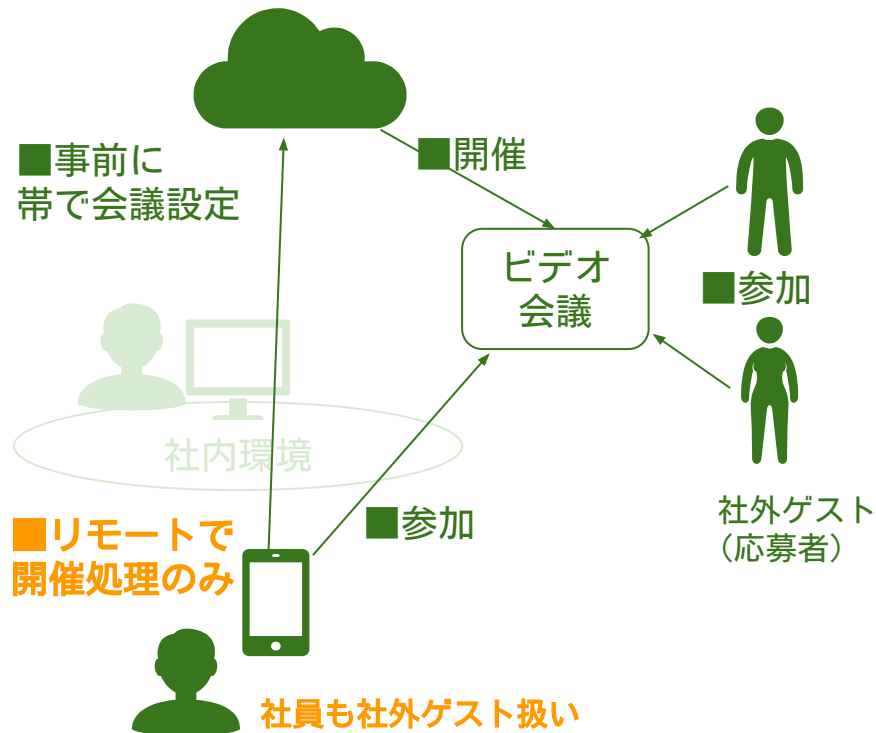 ■事前に
帯で会議設定
■開催
ビデオ
会議
■参加
社内環境
■リモートで
開催処理のみ
■参加
社外ゲスト
（応募者）
社員も社外ゲスト扱い